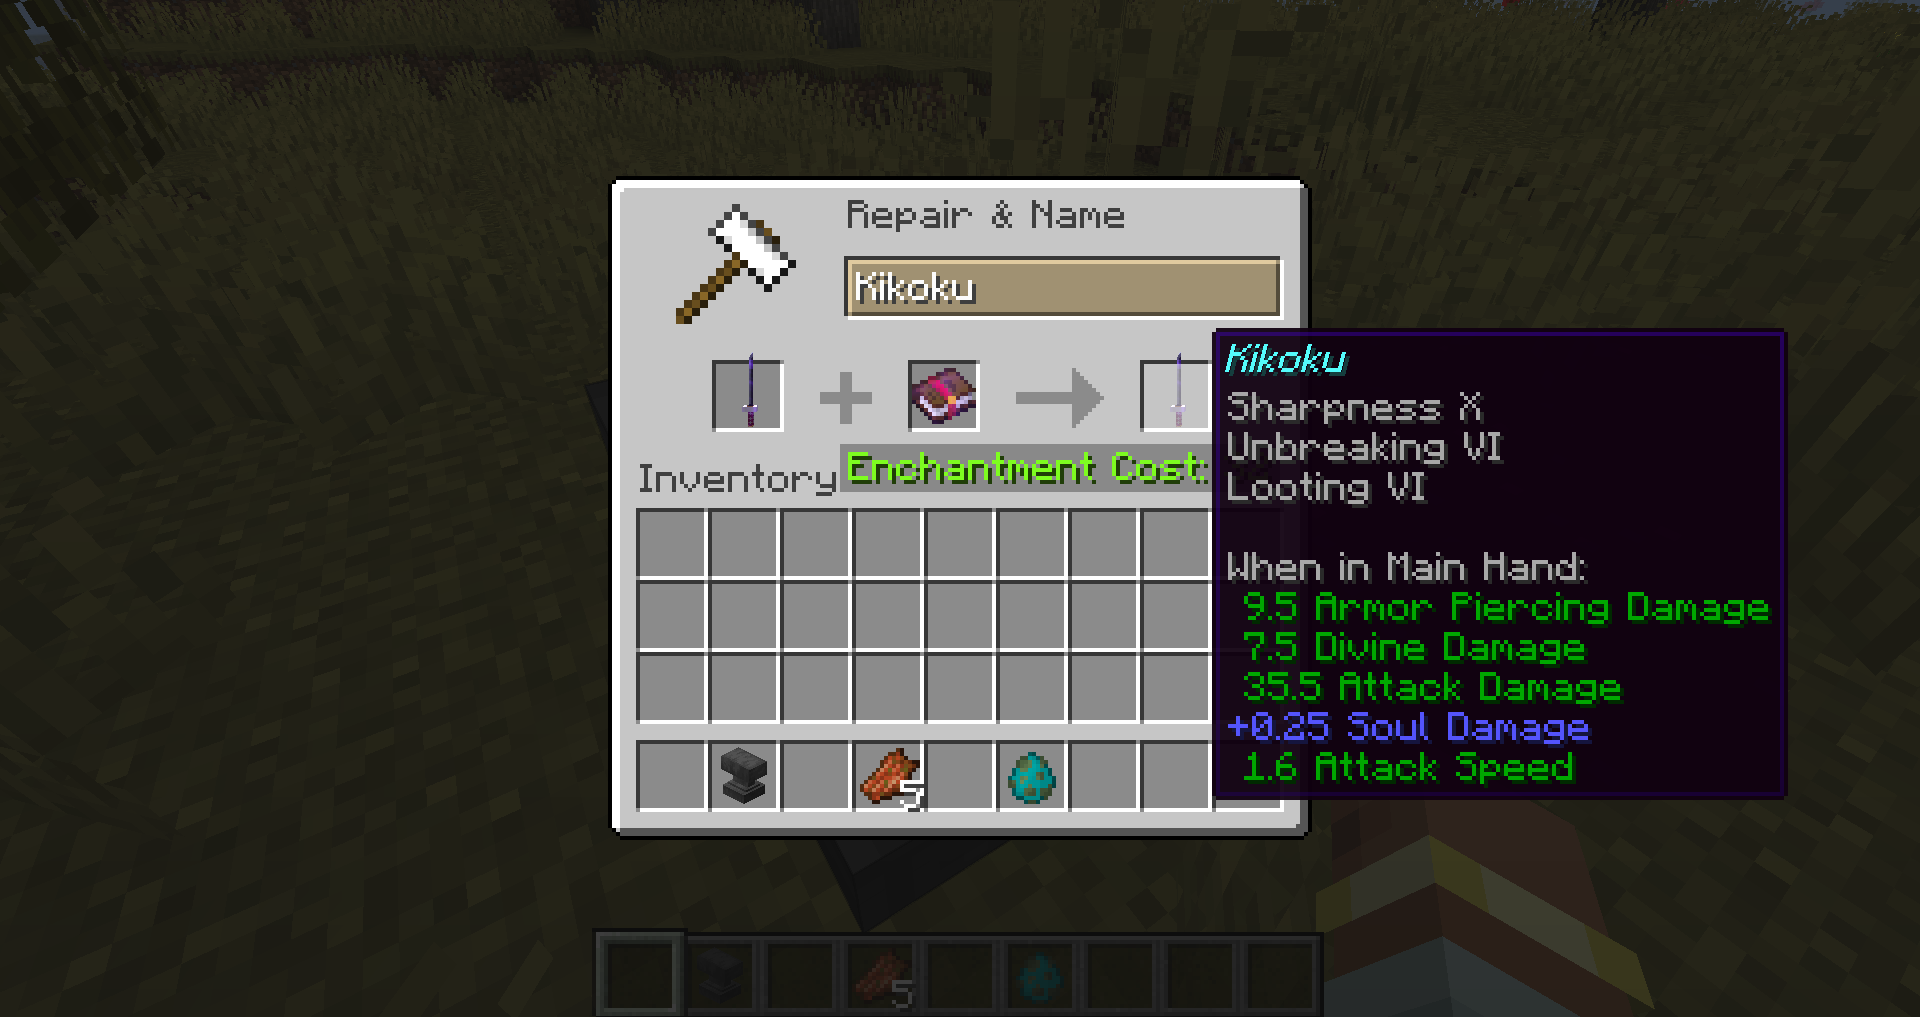 Repair & Name
Kikoku
Enchantment Cost:
Inventory
Kikoku
Sharpness X
Unbreaking VI
Looting VI
When in Main Hand:
9.5 Armor Piercing Damage
7.5 Divine Damage
35.5 Attack Damage
+0.25 Soul Damage
1.6 Attack Speed
5
5